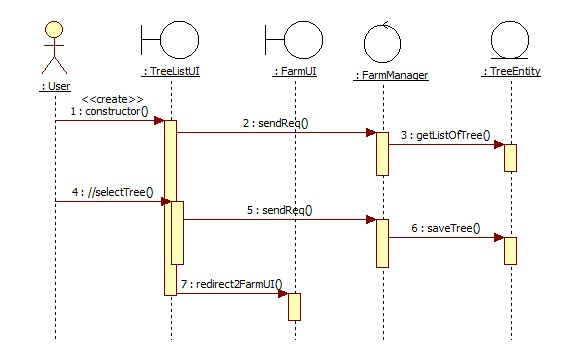 : User
: TreeListUI
: FarmUI
: FarmManager
: TreeEntity
<<create>>
1 : constructor()
2 : sendReq()
3 : getListOfTree()
4 : //selectTree()
5 : sendReq()
6 : saveTree()
7 : redirect2FarmUI()